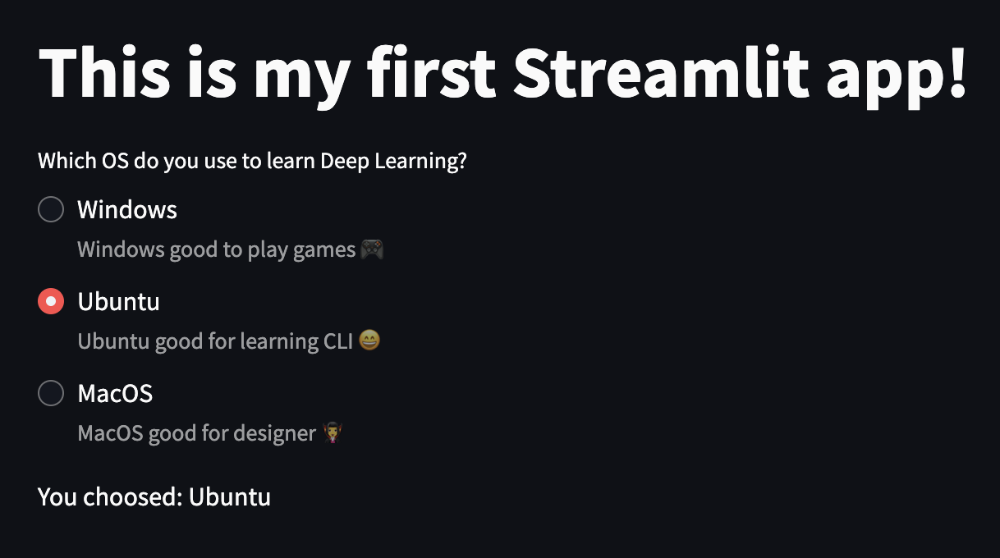 This is my first Streamlit app!
Which OS do you use to learn Deep Learning?
Windows
Windows good to play games 🎮
Ubuntu
Ubuntu good for learning CLI 😄
MacOS
MacOS good for designer 🧛‍♀️
You choosed: Ubuntu